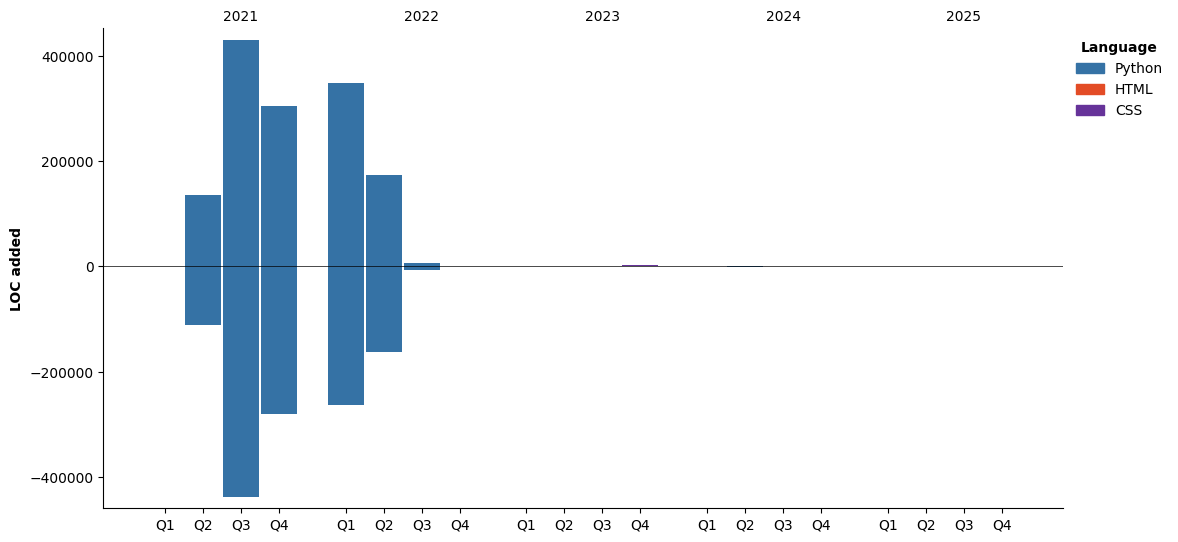 2021 2022 2023 2024 2025
LOC added
400000
200000
0
−200000
−400000
Q1 Q2 Q3 Q4 Q1 Q2 Q3 Q4 Q1 Q2 Q3 Q4 Q1 Q2 Q3 Q4 Q1 Q2 Q3 Q4
Language
Python
HTML
CSS